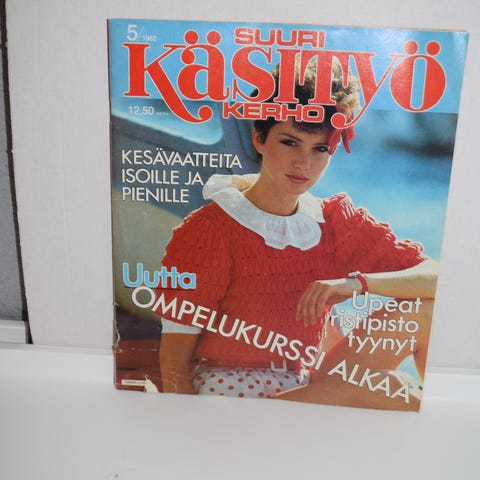 5/1982
SUURI
KÄSITYÖ
KERHO
12,50
KESÄVAATTEITA
ISOILLE JA
PIENILLE
Uutta
OMPELUKURSSI ALKAA
Upeat
ristipisto
tyynyt